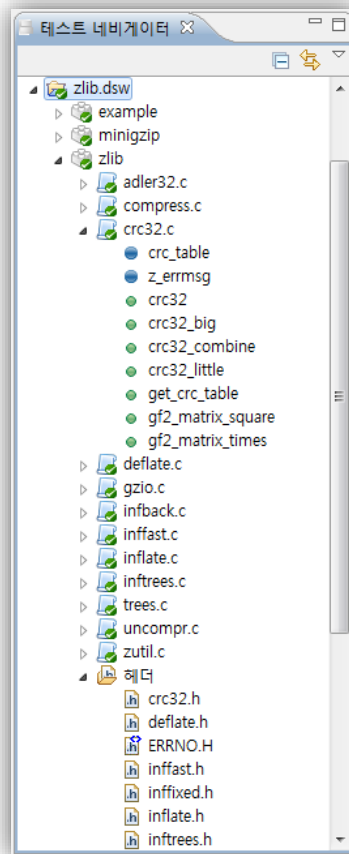 테스트 네비게이터
zlib.dsw
example
minigzip
zlib
adler32.c
compress.c
crc32.c
crc_table
z_errmsg
crc32
crc32_big
crc32_combine
crc32_little
get_crc_table
gf2_matrix_square
gf2_matrix_times
deflate.c
gzio.c
infback.c
inffast.c
inflate.c
inftrees.c
trees.c
uncompr.c
zutil.c
헤더
crc32.h
deflate.h
ERRNO.H
inffast.h
inffixed.h
inflate.h
inftrees.h